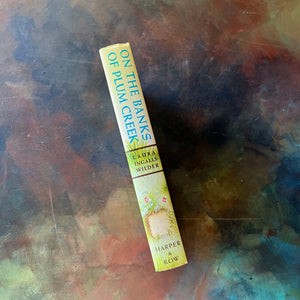 ON THE BANKS
OF PLUM CREEK
LAURA
INGALLS
WILDER
HARPER
&
ROW